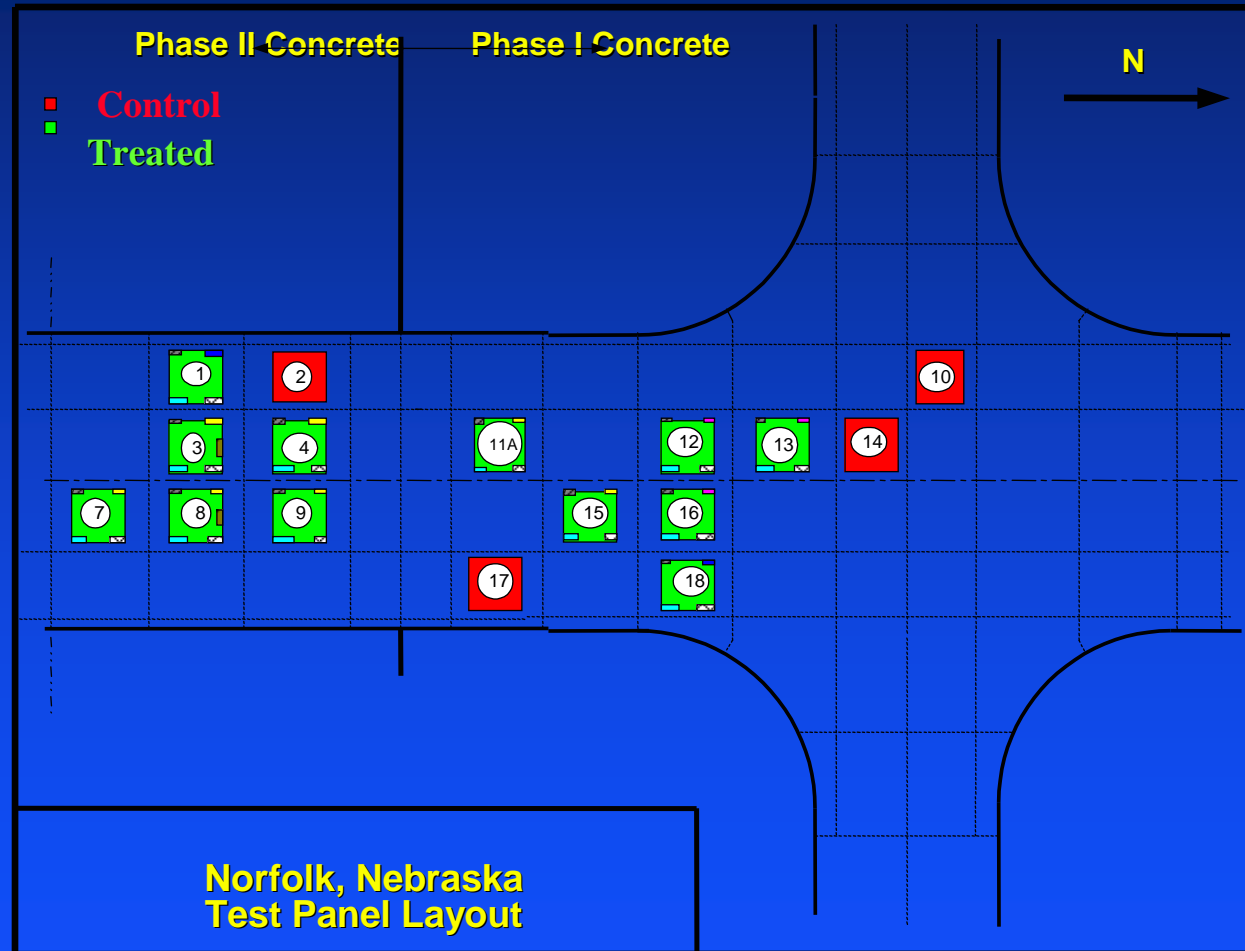 Phase II Concrete
Phase I Concrete
N
Control
Treated
1
2
10
3
4
11A
12
13
14
7
8
9
15
16
17
18
Norfolk, Nebraska
Test Panel Layout